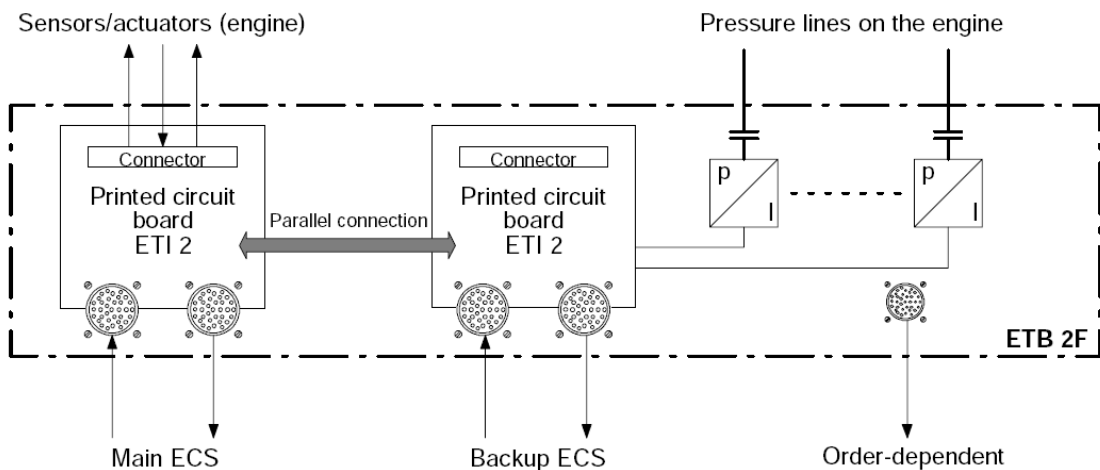 Sensors/actuators (engine)
Pressure lines on the engine
Connector
Printed circuit
board
ETI 2
Parallel connection
Connector
Printed circuit
board
ETI 2
p
I
p
I
ETB 2F
Main ECS
Backup ECS
Order-dependent